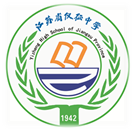 江苏省仪征中学
Yizheng High School of Jiangsu Province
1942